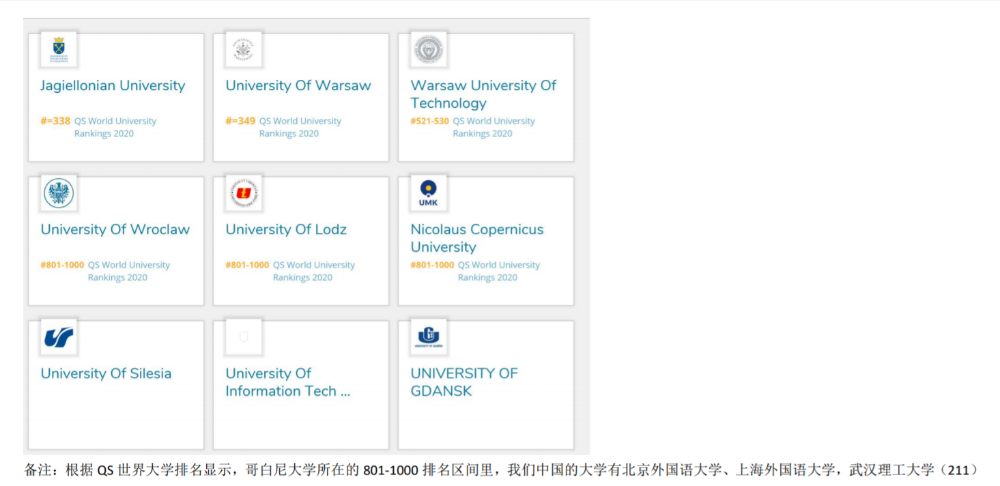 Jagiellonian University
#=338 QS World University
Rankings 2020
University Of Warsaw
#=349 QS World University
Rankings 2020
Warsaw University Of
Technology
#521-530 QS World University
Rankings 2020
University Of Wroclaw
#801-1000 QS World University
Rankings 2020
University Of Lodz
#801-1000 QS World University
Rankings 2020
UMK
Nicolaus Copernicus
University
#801-1000 QS World University
Rankings 2020
University Of Silesia
University Of
Information Tech ...
UNIVERSITY OF GDAŃSK
UNIVERSITY OF
GDANSK
备注：根据 QS 世界大学排名显示，哥白尼大学所在的 801-1000 排名区间里，我们中国的大学有北京外国语大学、上海外国语大学，武汉理工大学（211）